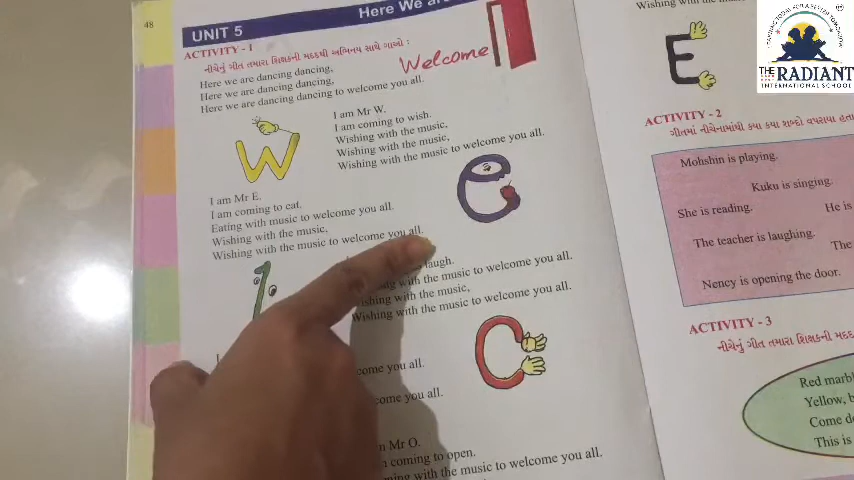 48
UNIT 5
Here We are
ACTIVITY - 1
નીચેનું ગીત તમારા શિક્ષકની મદદથી અભિનય સાથે ગાઓ :
Here we are dancing dancing,
Here we are dancing dancing,
Here we are dancing dancing to welcome you all.
Welcome
I am Mr W.
I am coming to wish.
Wishing with the music,
Wishing with the music,
Wishing with the music to welcome you all.
W
I am Mr E.
I am coming to eat.
Eating with music to welcome you all.
Wishing with the music,
Wishing with the music to welcome you all.
e
l
laugh.
with the music to welcome you all.
Wishing with the music,
Wishing with the music to welcome you all.
C
come you all.
come you all.
Mr O.
coming to open.
with the music to welcome you all.
Wishing with the music
E
ACTIVITY - 2
ગીતમાં નીચેનામાંથી કયા કયા શબ્દો વપરાયા
Mohshin is playing.
Kuku is singing.
She is reading.
He is
The teacher is laughing.
The
Nency is opening the door.
ACTIVITY - 3
નીચેનું ગીત તમારા શિક્ષકની
Red marb
Yellow, b
Come d
This is
LEADING TODAY FOR A BETTER TOMORROW
THE RADIANT
INTERNATIONAL SCHOOL